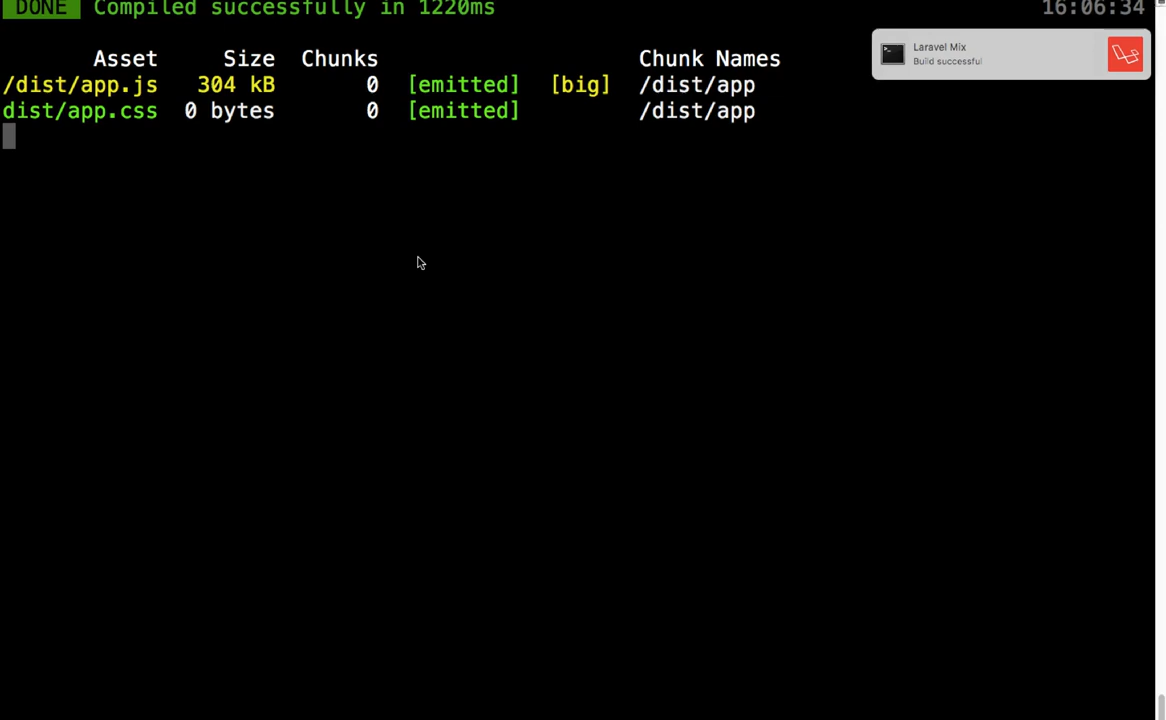 DONE  Compiled successfully in 1220ms 16:06:34
Laravel Mix
Build successful
Asset Size Chunks Chunk Names
/dist/app.js 304 kB 0 [emitted] [big] /dist/app
dist/app.css 0 bytes 0 [emitted] /dist/app